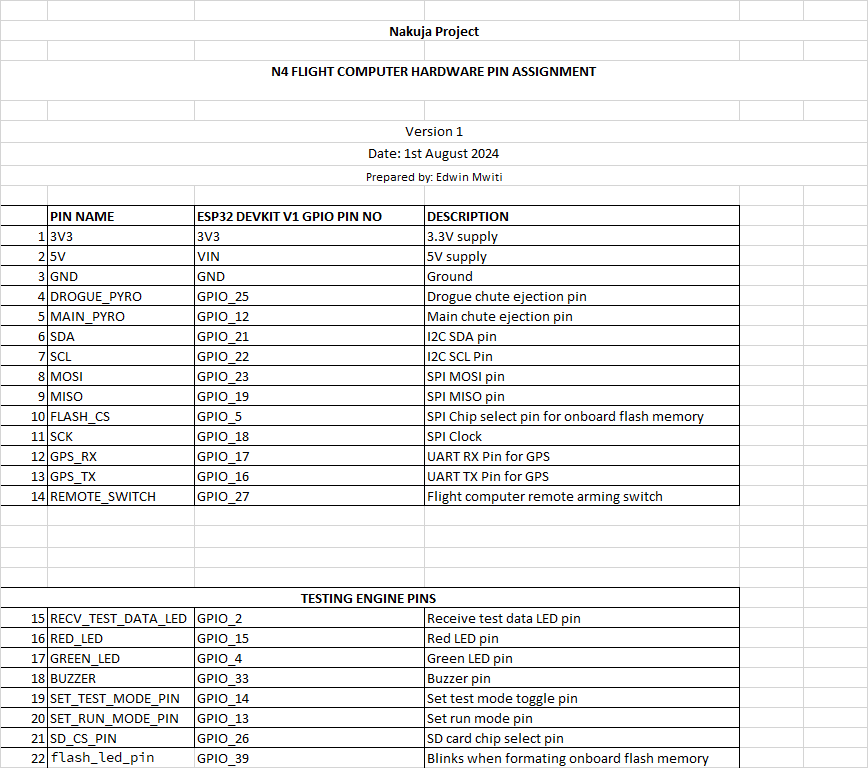 Nakuja Project
N4 FLIGHT COMPUTER HARDWARE PIN ASSIGNMENT
Version 1
Date: 1st August 2024
Prepared by: Edwin Mwiti
PIN NAME ESP32 DEVKIT V1 GPIO PIN NO DESCRIPTION
1 3V3 3V3 3.3V supply
2 5V VIN 5V supply
3 GND GND Ground
4 DROGUE_PYRO GPIO_25 Drogue chute ejection pin
5 MAIN_PYRO GPIO_12 Main chute ejection pin
6 SDA GPIO_21 I2C SDA pin
7 SCL GPIO_22 I2C SCL Pin
8 MOSI GPIO_23 SPI MOSI pin
9 MISO GPIO_19 SPI MISO pin
10 FLASH_CS GPIO_5 SPI Chip select pin for onboard flash memory
11 SCK GPIO_18 SPI Clock
12 GPS_RX GPIO_17 UART RX Pin for GPS
13 GPS_TX GPIO_16 UART TX Pin for GPS
14 REMOTE_SWITCH GPIO_27 Flight computer remote arming switch
TESTING ENGINE PINS
15 RECV_TEST_DATA_LED GPIO_2 Receive test data LED pin
16 RED_LED GPIO_15 Red LED pin
17 GREEN_LED GPIO_4 Green LED pin
18 BUZZER GPIO_33 Buzzer pin
19 SET_TEST_MODE_PIN GPIO_14 Set test mode toggle pin
20 SET_RUN_MODE_PIN GPIO_13 Set run mode pin
21 SD_CS_PIN GPIO_26 SD card chip select pin
22 flash_led_pin GPIO_39 Blinks when formating onboard flash memory